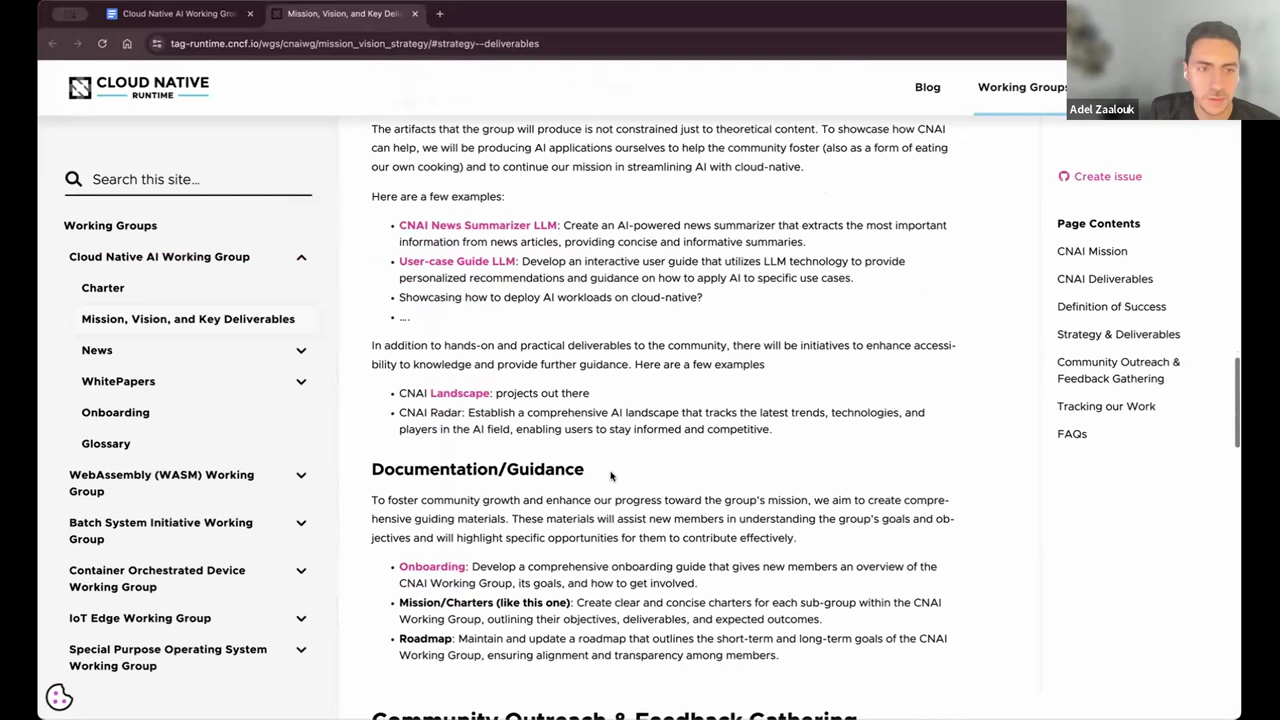 Cloud Native AI Working Gro
Mission, Vision, and Key Deli
tag-runtime.cncf.io/wgs/cnaiwg/mission_vision_strategy/#strategy--deliverables
CLOUD NATIVE
RUNTIME
Blog
Working Groups
Adel Zaalouk
Search this site...
Working Groups
Cloud Native AI Working Group
Charter
Mission, Vision, and Key Deliverables
News
WhitePapers
Onboarding
Glossary
WebAssembly (WASM) Working
Group
Batch System Initiative Working
Group
Container Orchestrated Device
Working Group
IoT Edge Working Group
Special Purpose Operating System
Working Group
The artifacts that the group will produce is not constrained just to theoretical content. To showcase how CNAI
can help, we will be producing AI applications ourselves to help the community foster (also as a form of eating
our own cooking) and to continue our mission in streamlining AI with cloud-native.
Here are a few examples:
• CNAI News Summarizer LLM: Create an AI-powered news summarizer that extracts the most important
information from news articles, providing concise and informative summaries.
• User-case Guide LLM: Develop an interactive user guide that utilizes LLM technology to provide
personalized recommendations and guidance on how to apply AI to specific use cases.
• Showcasing how to deploy AI workloads on cloud-native?
• ....
In addition to hands-on and practical deliverables to the community, there will be initiatives to enhance accessi-
bility to knowledge and provide further guidance. Here are a few examples
• CNAI Landscape: projects out there
• CNAI Radar: Establish a comprehensive AI landscape that tracks the latest trends, technologies, and
players in the AI field, enabling users to stay informed and competitive.
Documentation/Guidance
To foster community growth and enhance our progress toward the group's mission, we aim to create compre-
hensive guiding materials. These materials will assist new members in understanding the group's goals and ob-
jectives and will highlight specific opportunities for them to contribute effectively.
• Onboarding: Develop a comprehensive onboarding guide that gives new members an overview of the
CNAI Working Group, its goals, and how to get involved.
• Mission/Charters (like this one): Create clear and concise charters for each sub-group within the CNAI
Working Group, outlining their objectives, deliverables, and expected outcomes.
• Roadmap: Maintain and update a roadmap that outlines the short-term and long-term goals of the CNAI
Working Group, ensuring alignment and transparency among members.
Community Outreach & Feedback Gathering
Create issue
Page Contents
CNAI Mission
CNAI Deliverables
Definition of Success
Strategy & Deliverables
Community Outreach &
Feedback Gathering
Tracking our Work
FAQs